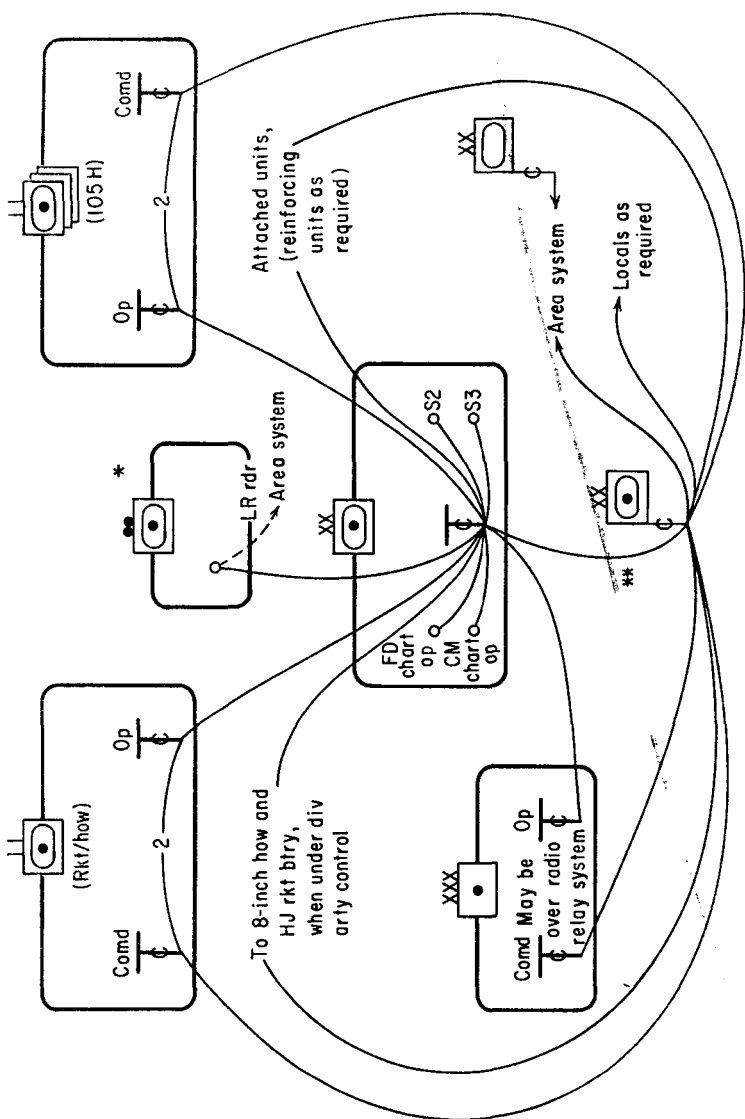 (Rkt/how)
Comd
2
Op
*
LR rdr
Area system
(105 H)
Op
2
Comd
To 8-inch how and
HJ rkt btry,
when under div
arty control
XX
C
FD
chart
op
CM
chart
op
S2
S3
Attached units,
(reinforcing
units as
required)
XXX
Comd
May be
over radio
relay system
Op
**
XX
C
XX
C
Area system
Locals as
required